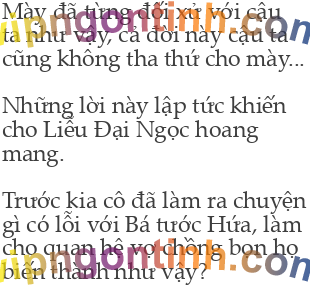 Mày đã từng đối xử với cậu
ta như vậy, cả đời này cậu ta
cũng không tha thứ cho mày...
Những lời này lập tức khiến
cho Liễu Đại Ngọc hoang
mang.
Trước kia cô đã làm ra chuyện
gì có lỗi với Bá tước Hứa, làm
cho quan hệ vợ chồng bọn họ
biến thành như vậy?